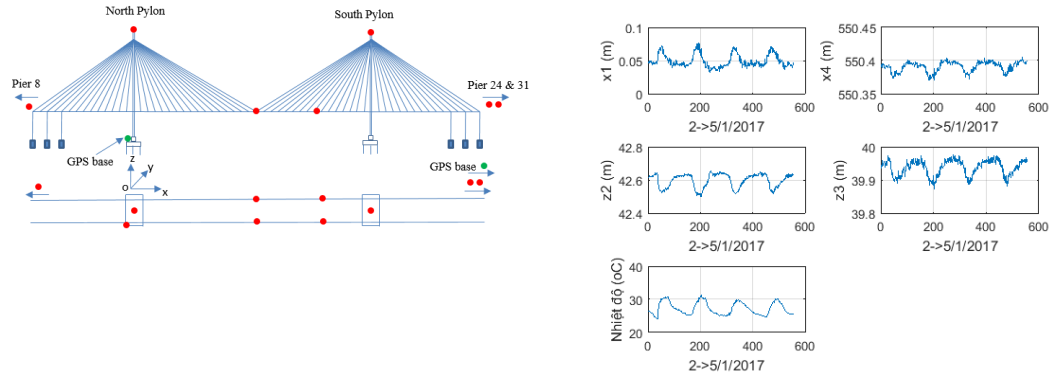 North Pylon
South Pylon
Pier 8
Pier 24 & 31
GPS base
z
y
o
x
GPS base
0.1
0.05
0
x1 (m)
0 200 400 600
2->5/1/2017
550.45
550.4
550.35
x4 (m)
0 200 400 600
2->5/1/2017
42.8
42.6
42.4
z2 (m)
0 200 400 600
2->5/1/2017
40
39.9
39.8
z3 (m)
0 200 400 600
2->5/1/2017
40
30
20
Nhiệt độ (oC)
0 200 400 600
2->5/1/2017